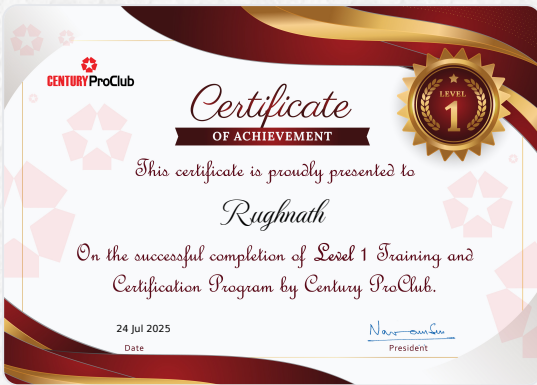 CENTURY ProClub
LEVEL
1
Certificate
OF ACHIEVEMENT
This certificate is proudly presented to
Rughnath
On the successful completion of Level 1 Training and
Certification Program by Century ProClub.
24 Jul 2025
Date
President